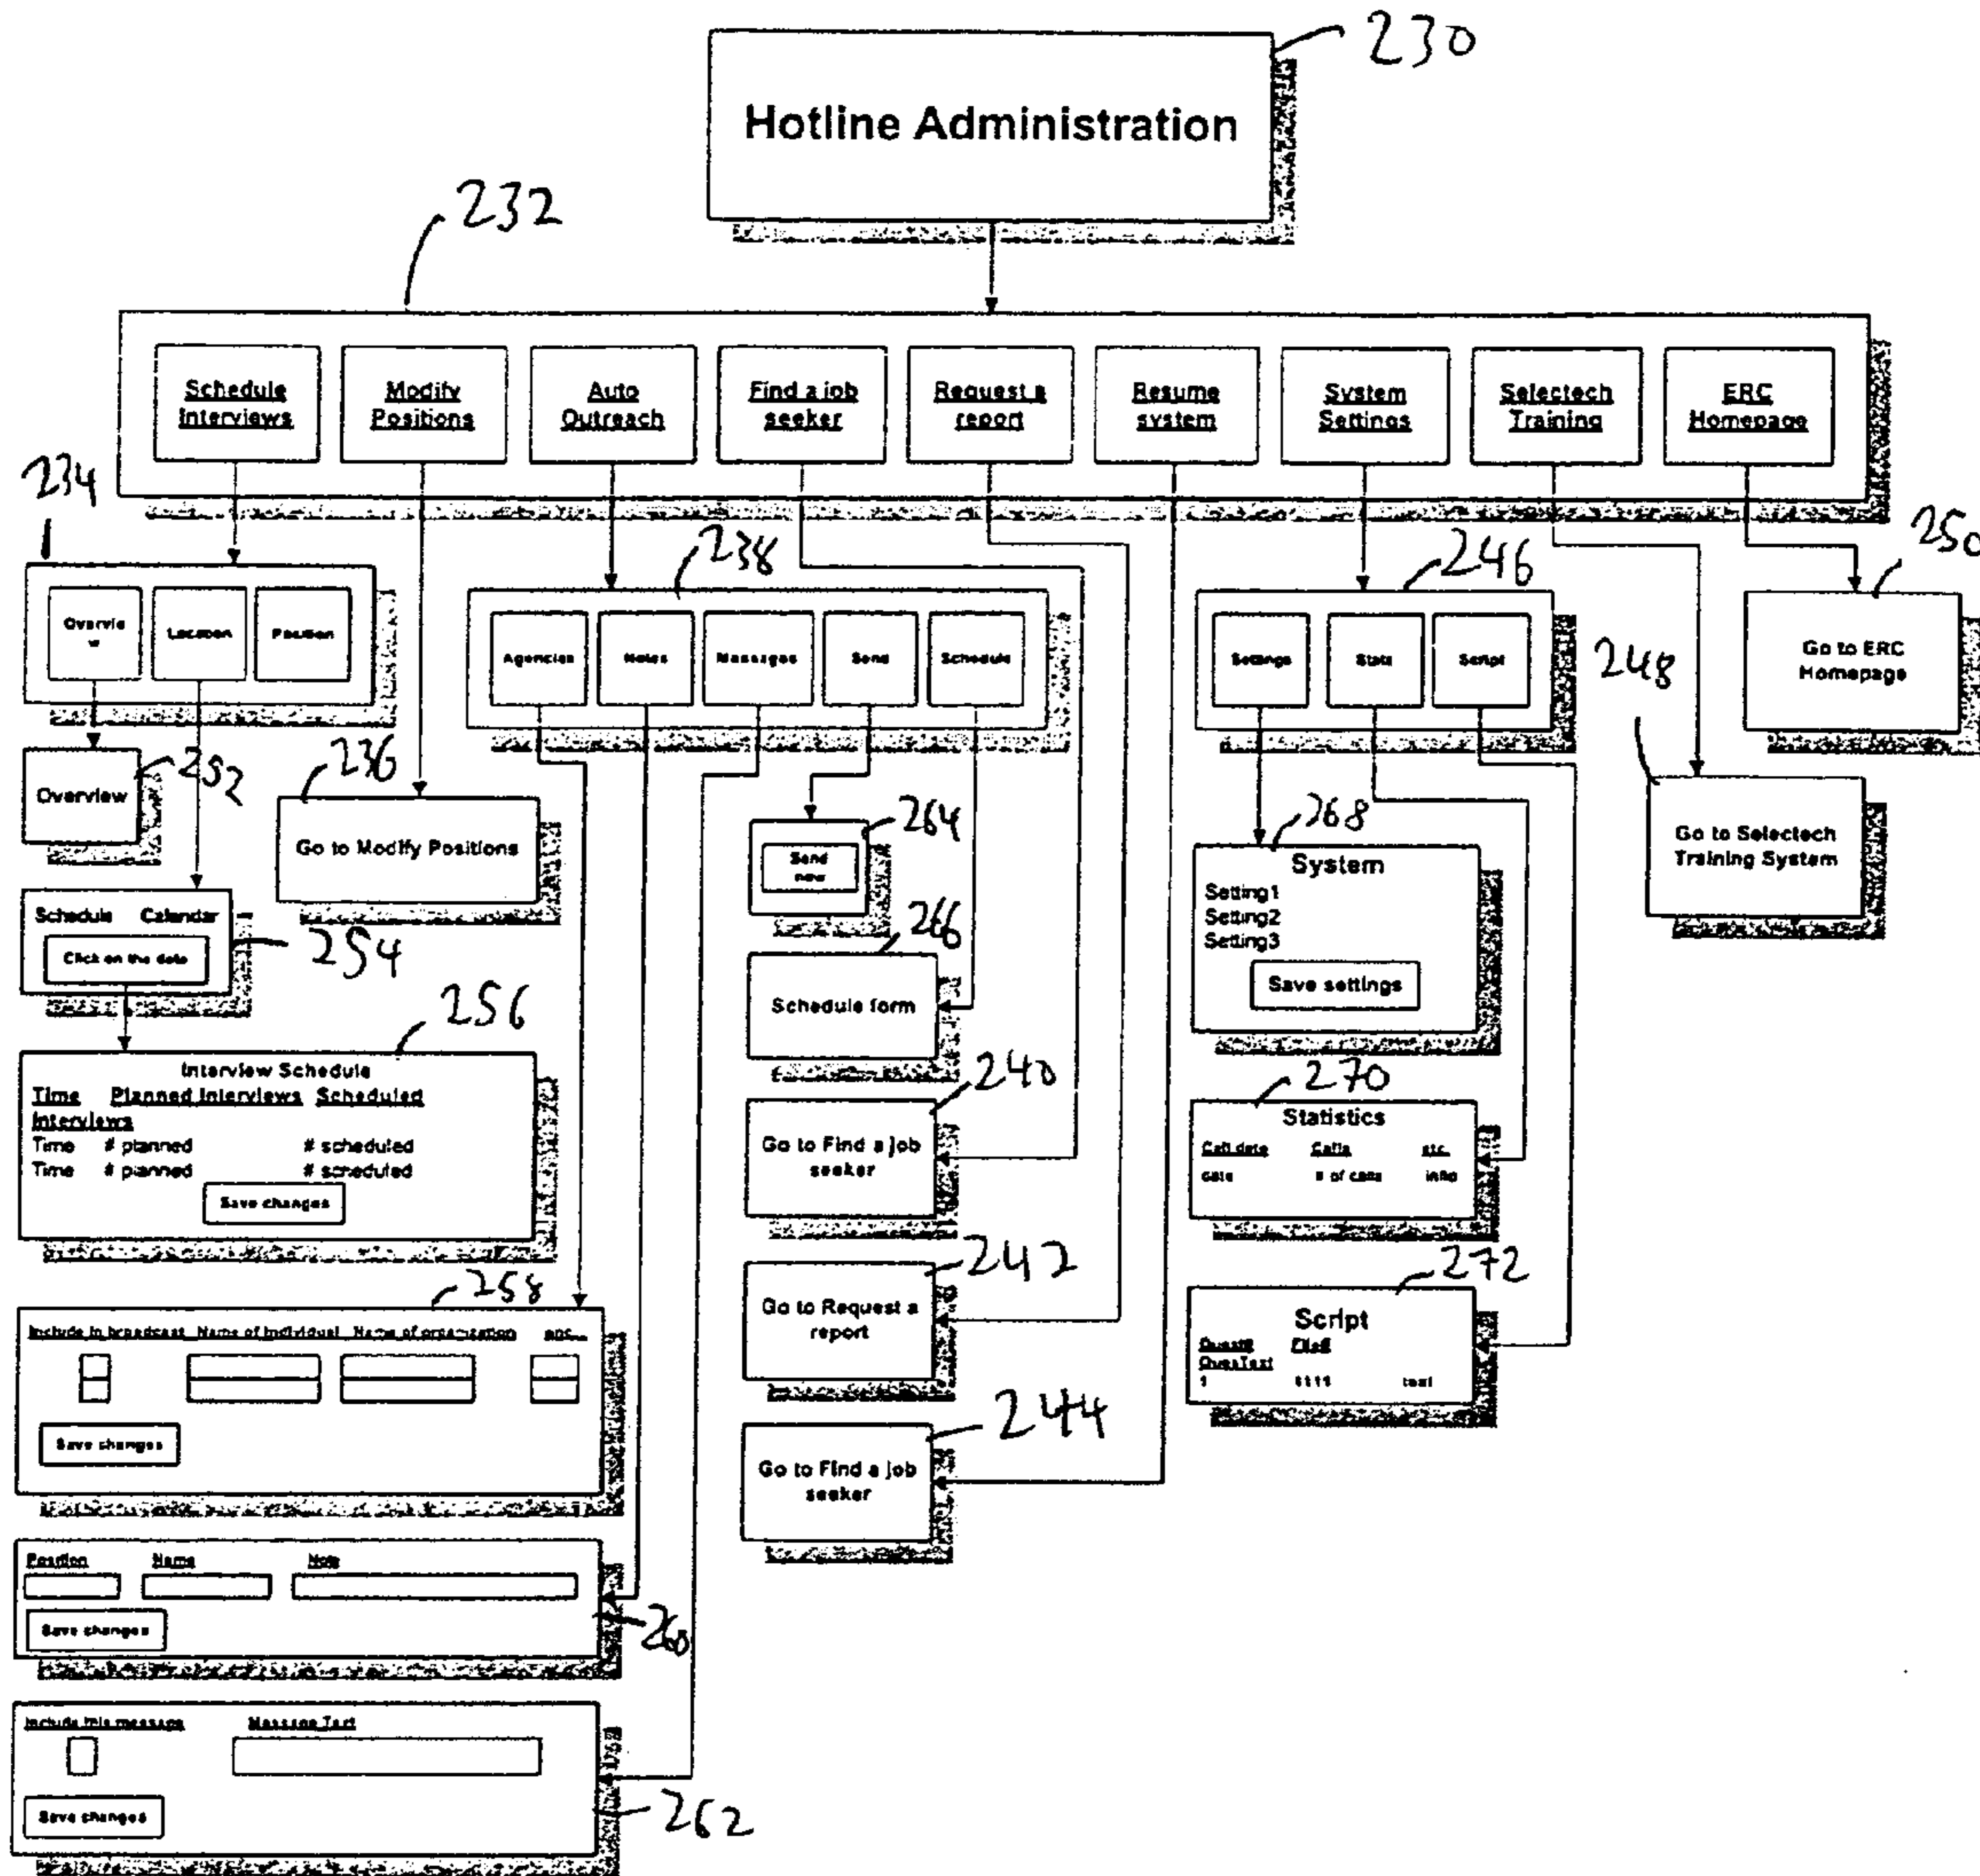 230
Hotline Administration
232
Schedule
Interviews
Modify
Positions
Auto
Outreach
Find a job
seeker
Request a
report
Resume
system
System
Settings
Selectech
Training
ERC
Homepage
234
Overvie
w
Location
Position
238
Agencies
Notes
Messages
Send
Schedule
246
Settings
Stats
Script
248
250
Go to ERC
Homepage
Overview
252
236
Go to Modify Positions
264
Send
now
268
System
Setting1
Setting2
Setting3
Save settings
Go to Selectech
Training System
Schedule Calendar
Click on the date
254
266
Schedule form
256
Interview Schedule
Time Planned Interviews Scheduled
Interviews
Time # planned # scheduled
Time # planned # scheduled
Save changes
240
Go to Find a job
seeker
270
Statistics
Call date Calls etc.
date # of calls info
242
Go to Request a
report
272
Script
Quest# File#
QuesText
1 1111 text
258
Include in broadcast Name of Individual Name of organization
Save changes
244
Go to Find a job
seeker
Position Name Note
Save changes
260
Include this message Message Text
Save changes
262